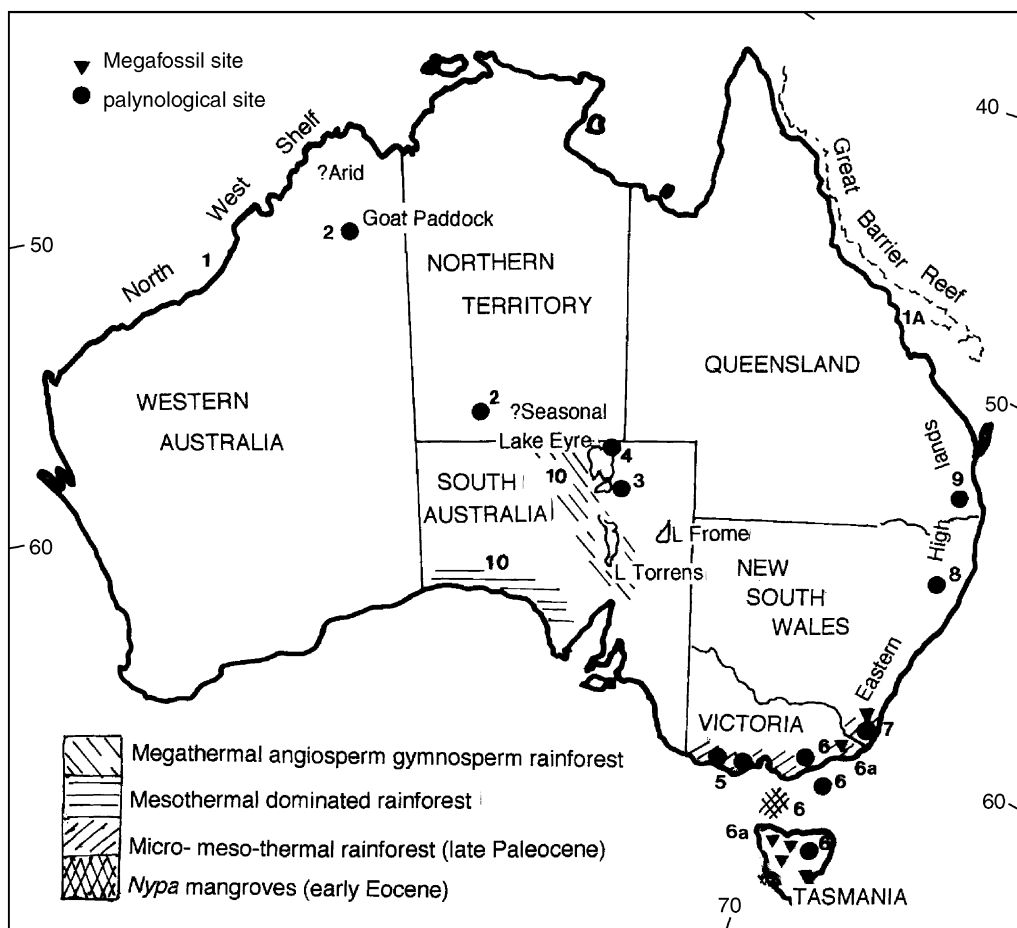 Megafossil site
palynological site
40
North West Shelf
?Arid
Great Barrier Reef
2 Goat Paddock
50
1
NORTHERN
TERRITORY
1A
QUEENSLAND
WESTERN
AUSTRALIA
2
?Seasonal
50
Lake Eyre
4
10
3
SOUTH
AUSTRALIA
9
Eastern High lands
L Frome
60
10
L Torrens
NEW
SOUTH
WALES
8
VICTORIA
7
6
6a
5
6
6
6a
6
60
TASMANIA
70
Megathermal angiosperm gymnosperm rainforest
Mesothermal dominated rainforest
Micro- meso-thermal rainforest (late Paleocene)
Nypa mangroves (early Eocene)